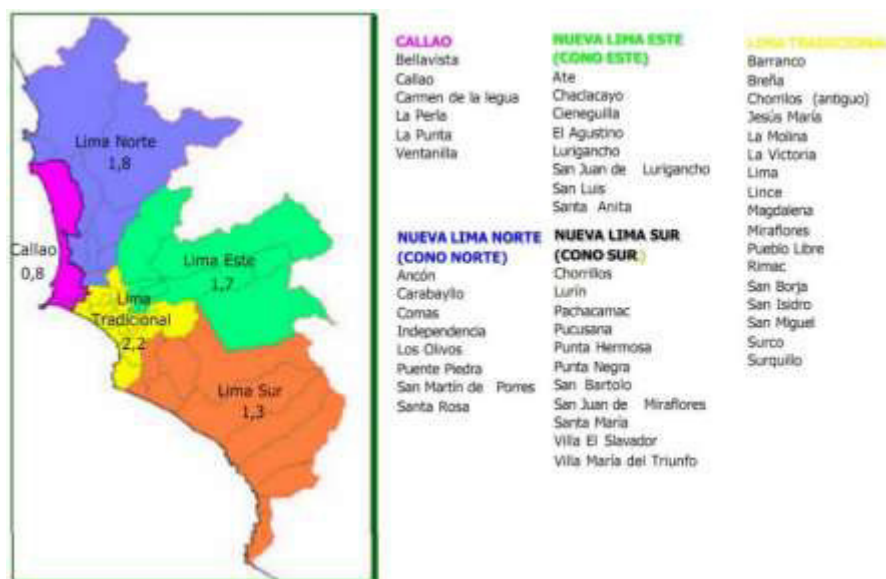 Lima Norte
1,8
Callao
0,8
Lima Este
1,7
Lima
Tradicional
2,2
Lima Sur
1,3
CALLAO
Bellavista
Callao
Carmen de la legua
La Perla
La Punta
Ventanilla
NUEVA LIMA ESTE
(CONO ESTE)
Ate
Chaclacayo
Cieneguilla
El Agustino
Lurigancho
San Juan de Lurigancho
San Luis
Santa Anita
LIMA TRADICIONAL
Barranco
Breña
Chorrilos (antiguo)
Jesús María
La Molina
La Victoria
Lima
Lince
Magdalena
Miraflores
Pueblo Libre
Rimac
San Borja
San Isidro
San Miguel
Surco
Surquillo
NUEVA LIMA NORTE
(CONO NORTE)
Ancón
Carabayllo
Comas
Independencia
Los Olivos
Puente Piedra
San Martín de Porres
Santa Rosa
NUEVA LIMA SUR
(CONO SUR)
Chorrillos
Lurín
Pachacamac
Pucusana
Punta Hermosa
Punta Negra
San Bartolo
San Juan de Miraflores
Santa María
Villa El Slavador
Villa María del Triunfo